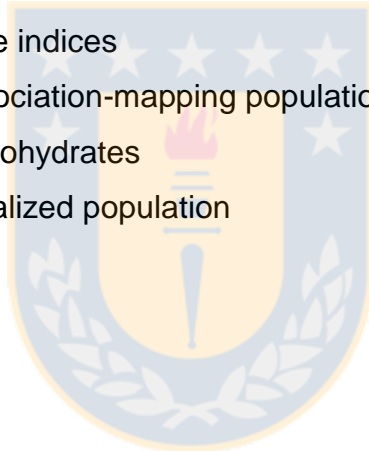 e indices
ociation-mapping populatio
ohydrates
alized population